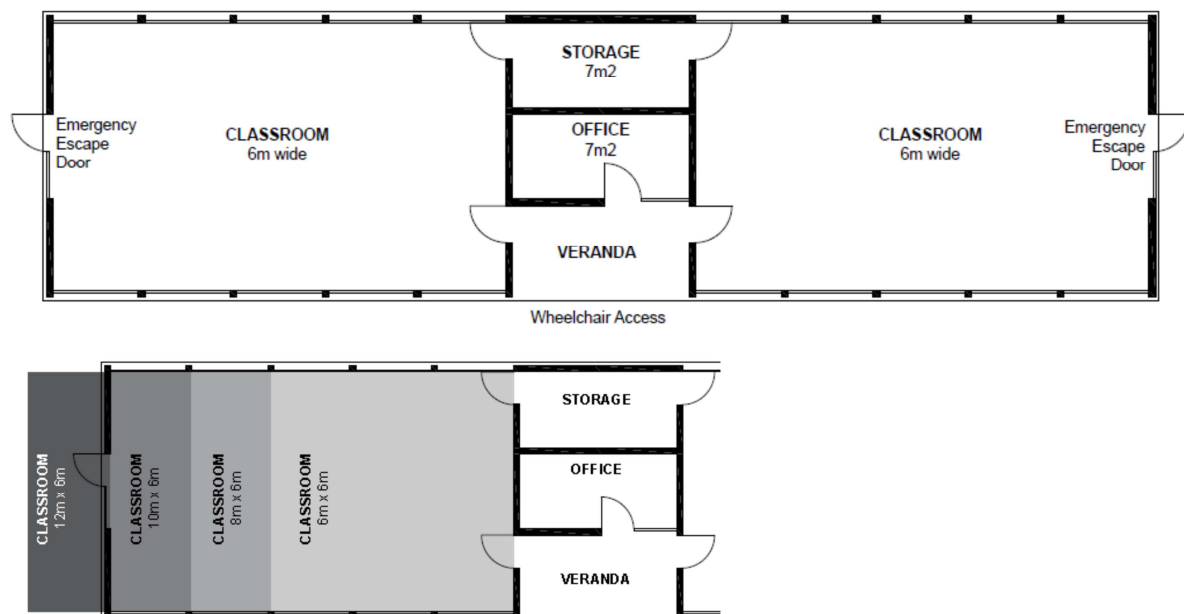 STORAGE
7m2
Emergency
Escape
Door
CLASSROOM
6m wide
OFFICE
7m2
CLASSROOM
6m wide
Emergency
Escape
Door
VERANDA
Wheelchair Access
CLASSROOM
12m x 6m
CLASSROOM
10m x 6m
CLASSROOM
8m x 6m
CLASSROOM
6m x 6m
STORAGE
OFFICE
VERANDA